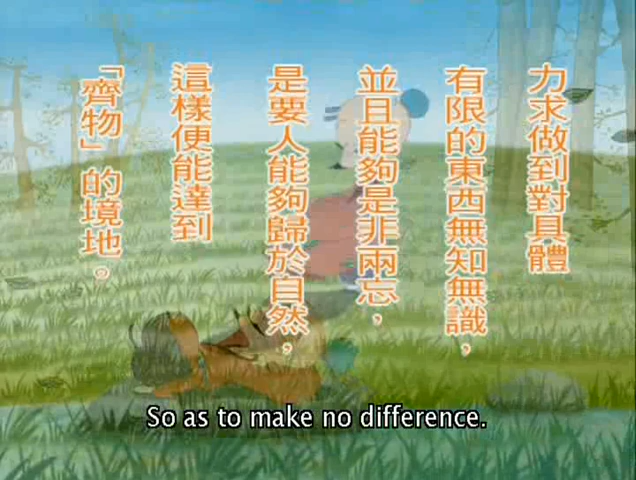 力求做到對具體
有限的東西無知無識，
並且能夠是非兩忘，
是要人能夠歸於自然，
這樣便能達到
「齊物」的境地。
So as to make no difference.